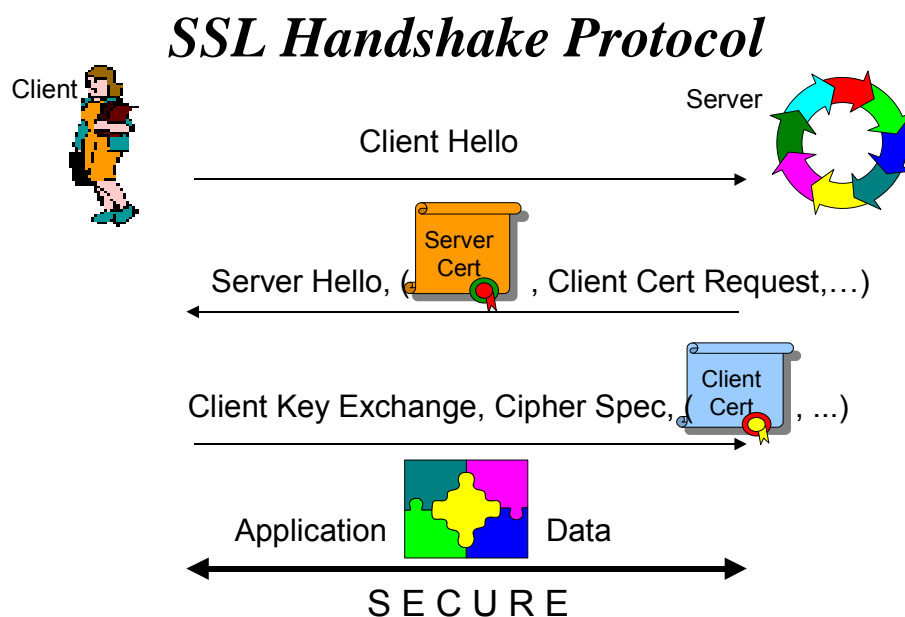 SSL Handshake Protocol
Client
Server
Client Hello
Server Hello, (Server Cert, Client Cert Request,…)
Client Key Exchange, Cipher Spec, (Client Cert, ...)
Application Data
S E C U R E